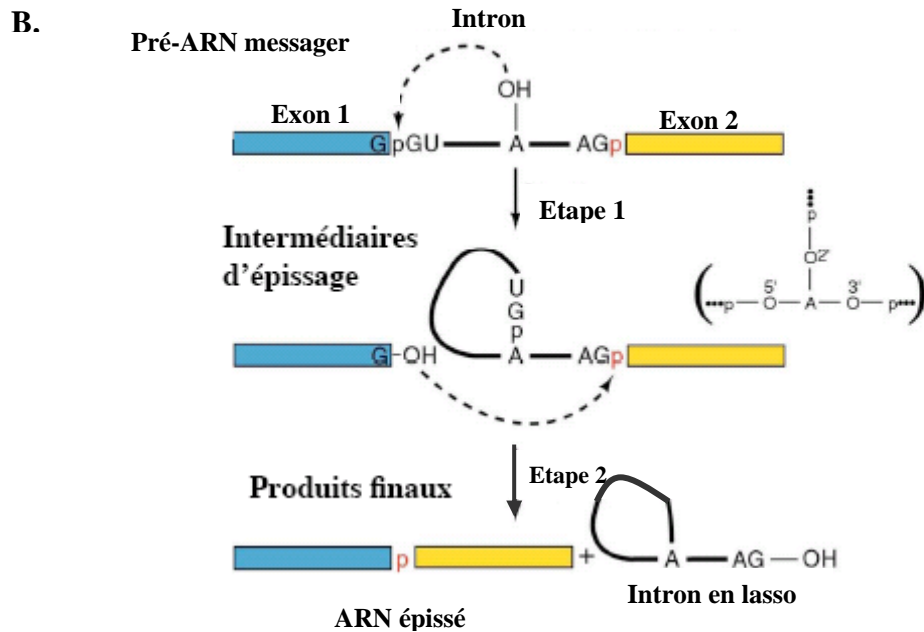 B.
Intron
Pré-ARN messager
OH
Exon 1
Exon 2
GpGU
A
AGp
Etape 1
Intermédiaires
d'épissage
p
O2'
5'
3'
p-O-A-O-p
U
G
p
G-OH
A
AGp
Etape 2
Produits finaux
p
+
A
AG
OH
Intron en lasso
ARN épissé